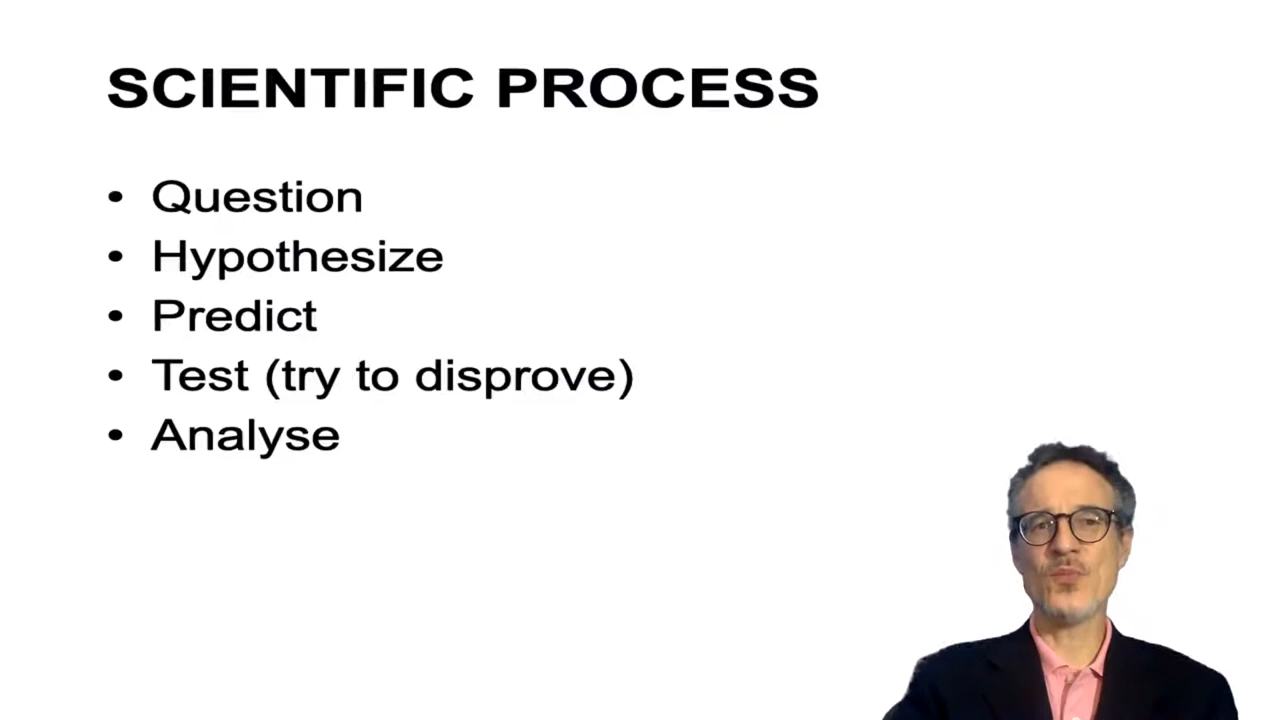 SCIENTIFIC PROCESS
• Question
• Hypothesize
• Predict
• Test (try to disprove)
• Analyse